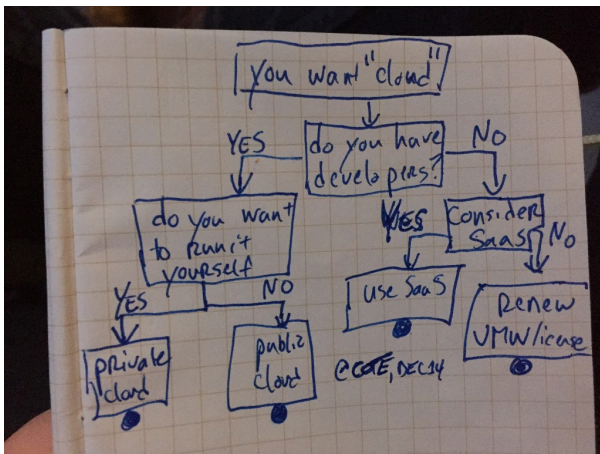 you want "cloud"
do you have
developers?
YES
NO
do you want
to run it
yourself
Consider
SaaS
YES
NO
YES
NO
use SaaS
Renew
VMW/license
private
cloud
public
cloud
@COTE, DEC14